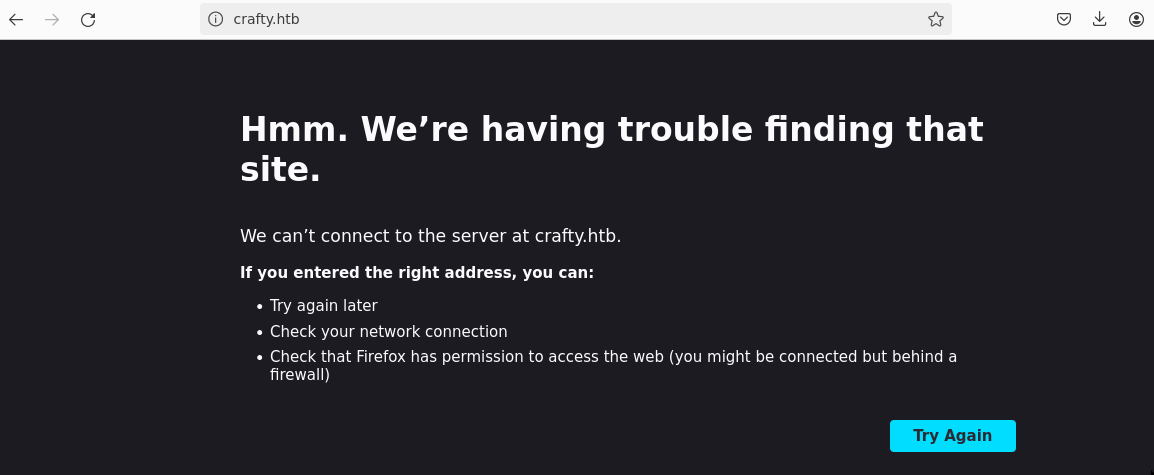 crafty.htb
Hmm. We’re having trouble finding that
site.
We can’t connect to the server at crafty.htb.
If you entered the right address, you can:
• Try again later
• Check your network connection
• Check that Firefox has permission to access the web (you might be connected but behind a
firewall)
Try Again